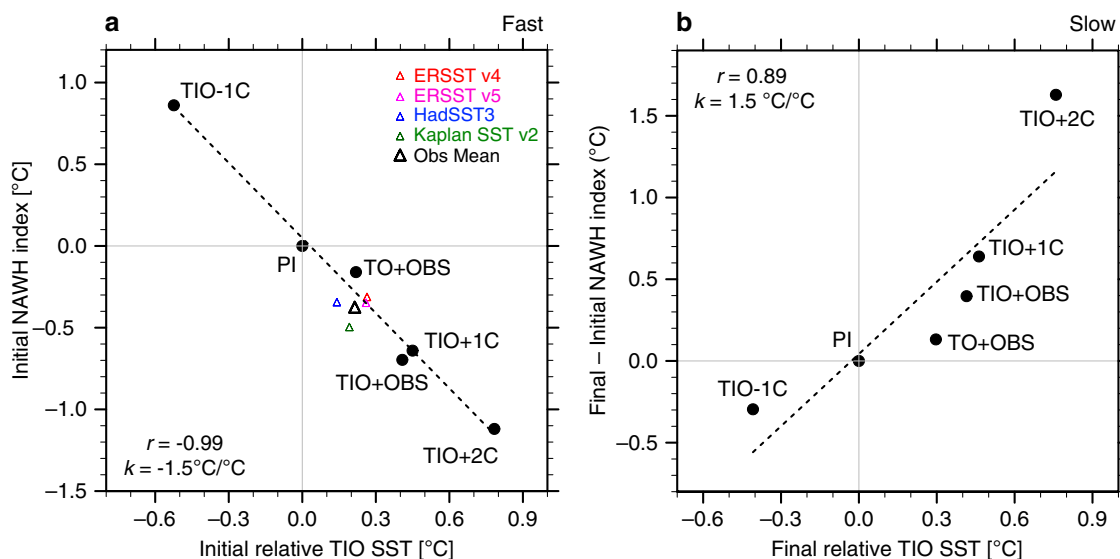 a
Fast
Initial NAWH index [°C]
1.0
0.5
0.0
−0.5
−1.0
−1.5
TIO-1C
ERSST v4
ERSST v5
HadSST3
Kaplan SST v2
Obs Mean
PI
TO+OBS
TIO+1C
TIO+OBS
TIO+2C
r = -0.99
k = -1.5°C/°C
−0.6 −0.3 0.0 0.3 0.6 0.9
Initial relative TIO SST [°C]
b
Slow
Final – Initial NAWH index (°C)
1.5
1.0
0.5
0.0
−0.5
r = 0.89
k = 1.5 °C/°C
TIO+2C
TIO+1C
TIO+OBS
TO+OBS
PI
TIO-1C
−0.6 −0.3 0.0 0.3 0.6 0.9
Final relative TIO SST [°C]